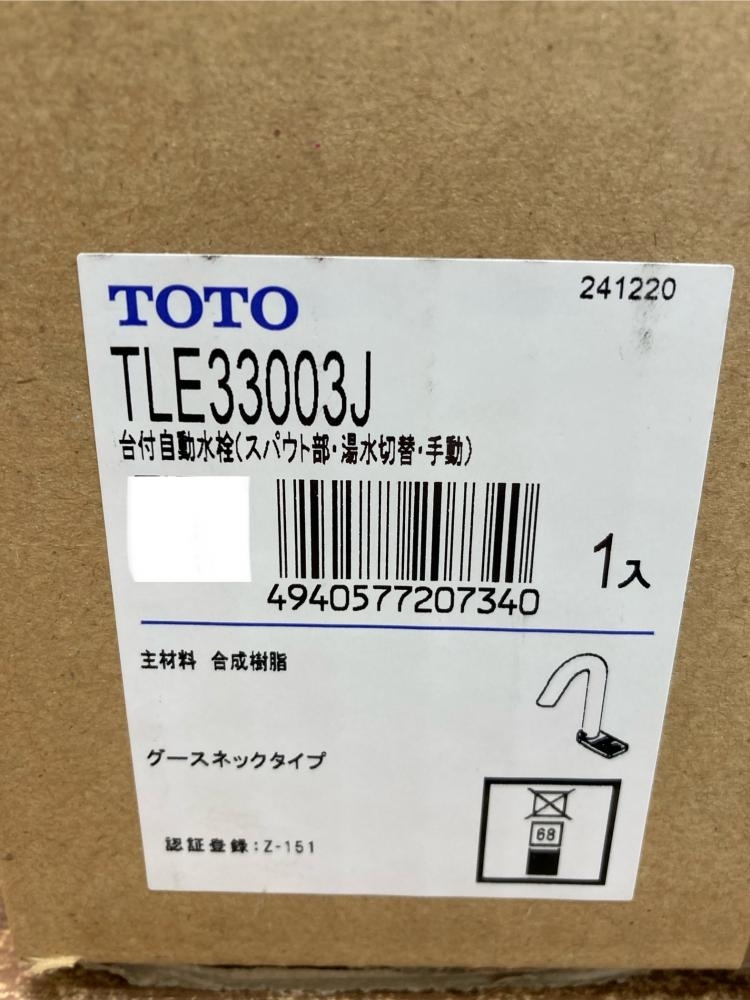 TOTO
241220
TLE33003J
台付自動水栓(スパウト部・湯水切替・手動)
4940577207340
1入
主材料 合成樹脂
グースネックタイプ
68
認証登録:Z-151